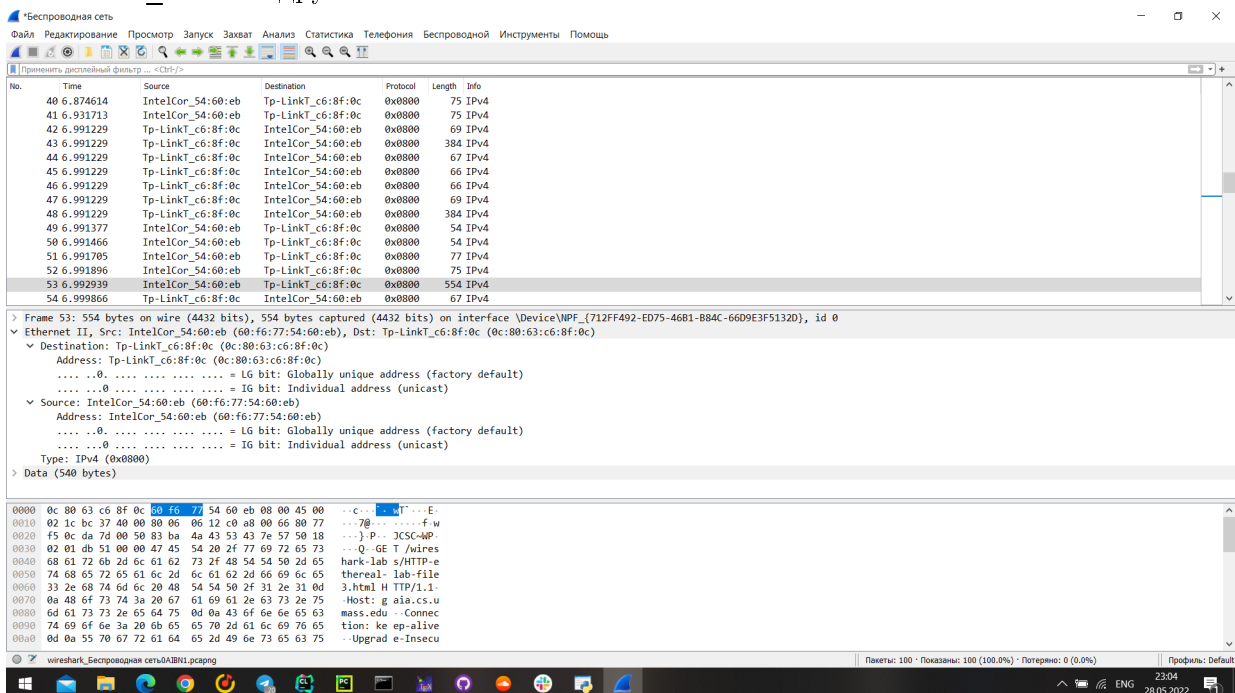 *Беспроводная сеть
Файл Редактирование Просмотр Запуск Захват Анализ Статистика Телефония Беспроводной Инструменты Помощь
Применить дисплейный фильтр ... <Ctrl-/>
No. Time Source Destination Protocol Length Info
40 6.874614 IntelCor_54:60:eb Tp-LinkT_c6:8f:0c 0x0800 75 IPv4
41 6.931713 IntelCor_54:60:eb Tp-LinkT_c6:8f:0c 0x0800 75 IPv4
42 6.991229 Tp-LinkT_c6:8f:0c IntelCor_54:60:eb 0x0800 69 IPv4
43 6.991229 Tp-LinkT_c6:8f:0c IntelCor_54:60:eb 0x0800 384 IPv4
44 6.991229 Tp-LinkT_c6:8f:0c IntelCor_54:60:eb 0x0800 67 IPv4
45 6.991229 Tp-LinkT_c6:8f:0c IntelCor_54:60:eb 0x0800 66 IPv4
46 6.991229 Tp-LinkT_c6:8f:0c IntelCor_54:60:eb 0x0800 66 IPv4
47 6.991229 Tp-LinkT_c6:8f:0c IntelCor_54:60:eb 0x0800 69 IPv4
48 6.991229 Tp-LinkT_c6:8f:0c IntelCor_54:60:eb 0x0800 384 IPv4
49 6.991377 IntelCor_54:60:eb Tp-LinkT_c6:8f:0c 0x0800 54 IPv4
50 6.991466 IntelCor_54:60:eb Tp-LinkT_c6:8f:0c 0x0800 54 IPv4
51 6.991705 IntelCor_54:60:eb Tp-LinkT_c6:8f:0c 0x0800 77 IPv4
52 6.991896 IntelCor_54:60:eb Tp-LinkT_c6:8f:0c 0x0800 75 IPv4
53 6.992939 IntelCor_54:60:eb Tp-LinkT_c6:8f:0c 0x0800 554 IPv4
54 6.999866 Tp-LinkT_c6:8f:0c IntelCor_54:60:eb 0x0800 67 IPv4
Frame 53: 554 bytes on wire (4432 bits), 554 bytes captured (4432 bits) on interface \Device\NPF_{712FF492-ED75-46B1-B84C-66D9E3F5132D}, id 0
Ethernet II, Src: IntelCor_54:60:eb (60:f6:77:54:60:eb), Dst: Tp-LinkT_c6:8f:0c (0c:80:63:c6:8f:0c)
Destination: Tp-LinkT_c6:8f:0c (0c:80:63:c6:8f:0c)
Address: Tp-LinkT_c6:8f:0c (0c:80:63:c6:8f:0c)
.... ..0. .... .... .... .... = LG bit: Globally unique address (factory default)
.... ...0 .... .... .... .... = IG bit: Individual address (unicast)
Source: IntelCor_54:60:eb (60:f6:77:54:60:eb)
Address: IntelCor_54:60:eb (60:f6:77:54:60:eb)
.... ..0. .... .... .... .... = LG bit: Globally unique address (factory default)
.... ...0 .... .... .... .... = IG bit: Individual address (unicast)
Type: IPv4 (0x0800)
Data (540 bytes)
0000 0c 80 63 c6 8f 0c 60 f6 77 54 60 eb 08 00 45 00 ··c···`· wT`···E·
0010 02 1c bc 37 40 00 80 06 06 12 c0 a8 00 66 80 77 ···7@··· ·····f·w
0020 f5 0c da 7d 00 50 83 ba 4a 43 53 43 7e 57 50 18 ···}·P·· JCSC~WP·
0030 02 01 db 51 00 00 47 45 54 20 2f 77 69 72 65 73 ···Q··GE T /wires
0040 68 61 72 6b 2d 6c 61 62 73 2f 48 54 54 50 2d 65 hark-lab s/HTTP-e
0050 74 68 65 72 65 61 6c 2d 6c 61 62 2d 66 69 6c 65 thereal- lab-file
0060 33 2e 68 74 6d 6c 20 48 54 54 50 2f 31 2e 31 0d 3.html H TTP/1.1·
0070 0a 48 6f 73 74 3a 20 67 61 69 61 2e 63 73 2e 75 ·Host: g aia.cs.u
0080 6d 61 73 73 2e 65 64 75 0d 0a 43 6f 6e 6e 65 63 mass.edu ··Connec
0090 74 69 6f 6e 3a 20 6b 65 65 70 2d 61 6c 69 76 65 tion: ke ep-alive
00a0 0d 0a 55 70 67 72 61 64 65 2d 49 6e 73 65 63 75 ··Upgrad e-Insecu
wireshark_Беспроводная сеть0AIBN1.pcapng Пакеты: 100 · Показаны: 100 (100.0%) · Потеряно: 0 (0.0%) Профиль: Default
ENG 23:04
28.05.2022